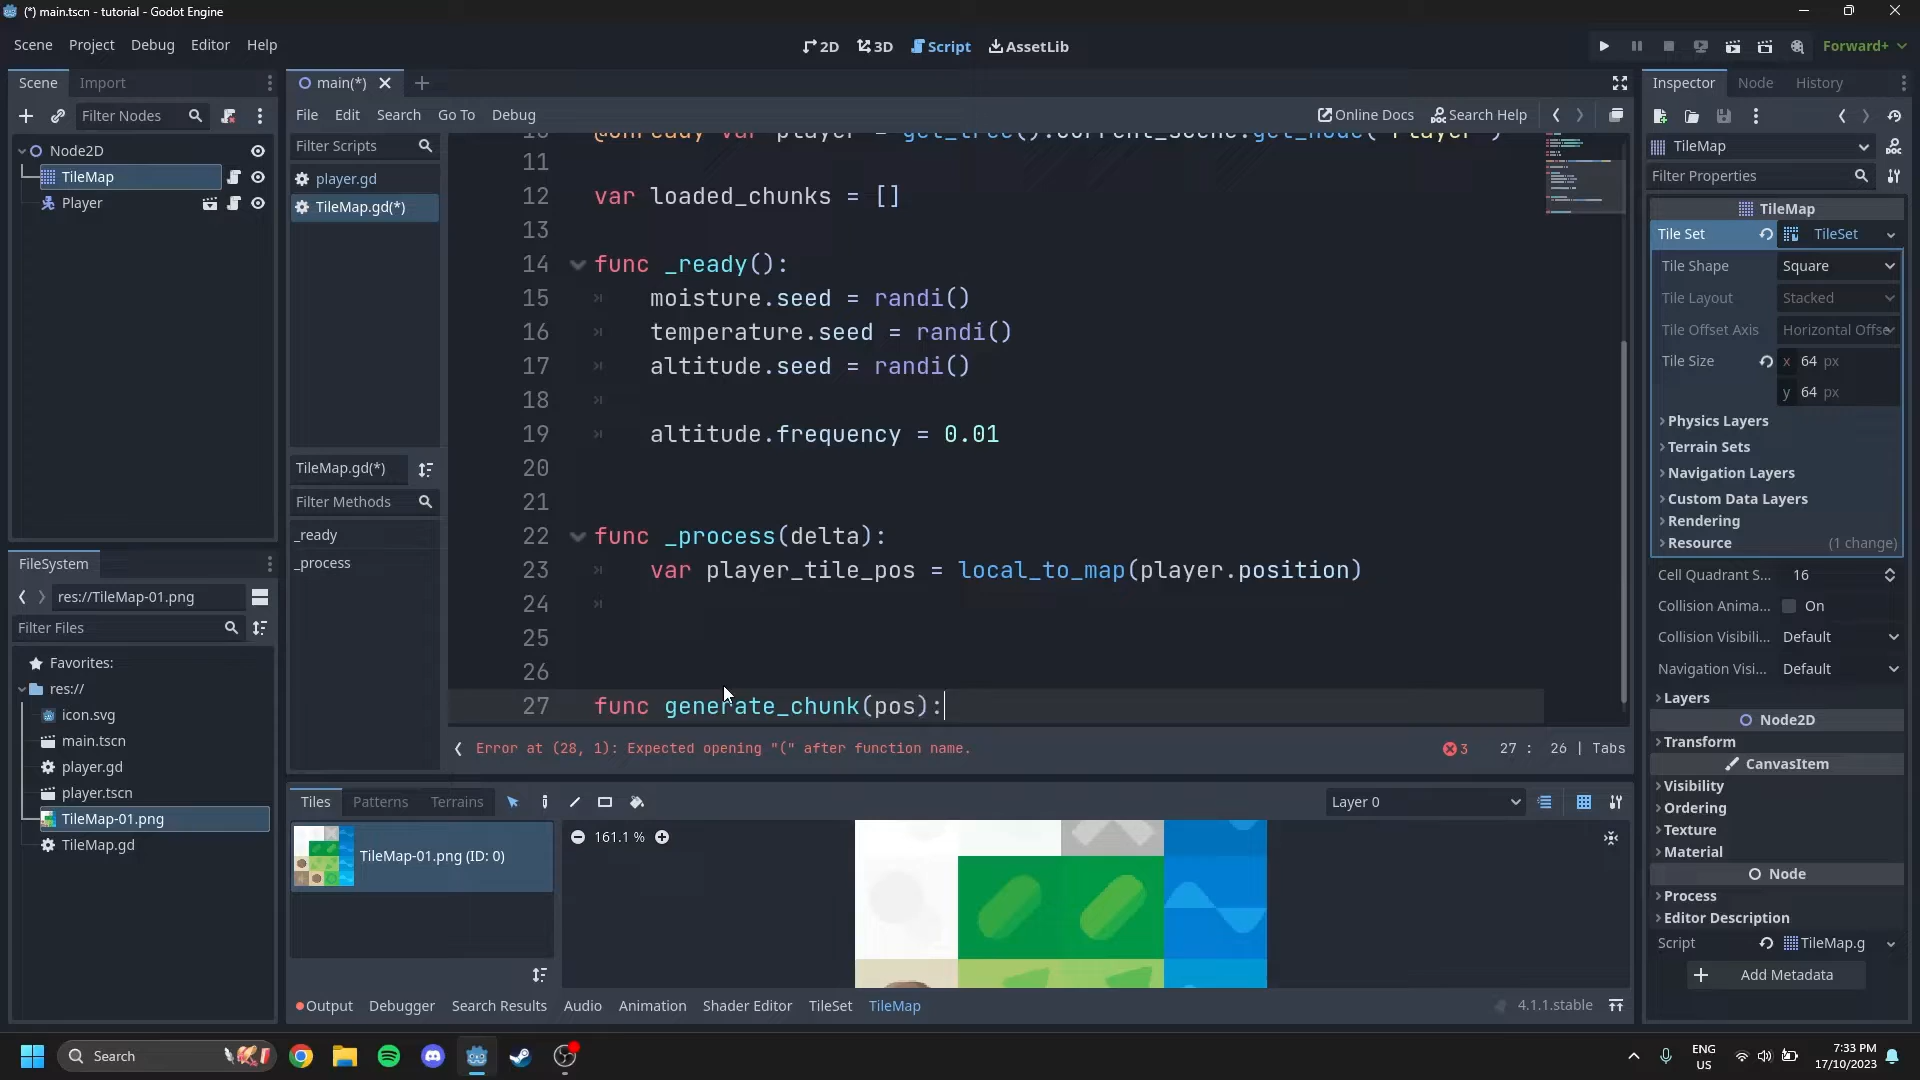 (*) main.tscn - tutorial - Godot Engine
Scene Project Debug Editor Help
2D 3D Script AssetLib
Forward+
Scene Import
main(*)
Inspector Node History
Filter Nodes
File Edit Search Go To Debug
Online Docs Search Help
Node2D
TileMap
Player
Filter Scripts
player.gd
TileMap.gd(*)
TileMap.gd(*)
Filter Methods
_ready
_process
10 @onready var player = get_tree().current_scene.get_node("Player")
11
12 var loaded_chunks = []
13
14 func _ready():
15 moisture.seed = randi()
16 temperature.seed = randi()
17 altitude.seed = randi()
18
19 altitude.frequency = 0.01
20
21
22 func _process(delta):
23 var player_tile_pos = local_to_map(player.position)
24
25
26
27 func generate_chunk(pos):
Error at (28, 1): Expected opening "(" after function name.
3 27 : 26 | Tabs
FileSystem
res://TileMap-01.png
Filter Files
Favorites:
res://
icon.svg
main.tscn
player.gd
player.tscn
TileMap-01.png
TileMap.gd
Tiles Patterns Terrains
Layer 0
TileMap-01.png (ID: 0)
161.1 %
Output Debugger Search Results Audio Animation Shader Editor TileSet TileMap
4.1.1.stable
TileMap
Filter Properties
TileMap
Tile Set TileSet
Tile Shape Square
Tile Layout Stacked
Tile Offset Axis Horizontal Offse
Tile Size x 64 px
y 64 px
Physics Layers
Terrain Sets
Navigation Layers
Custom Data Layers
Rendering
Resource (1 change)
Cell Quadrant S... 16
Collision Anima... On
Collision Visibili... Default
Navigation Visi... Default
Layers
Node2D
Transform
CanvasItem
Visibility
Ordering
Texture
Material
Node
Process
Editor Description
Script TileMap.g
Add Metadata
Search
ENG
US
7:33 PM
17/10/2023